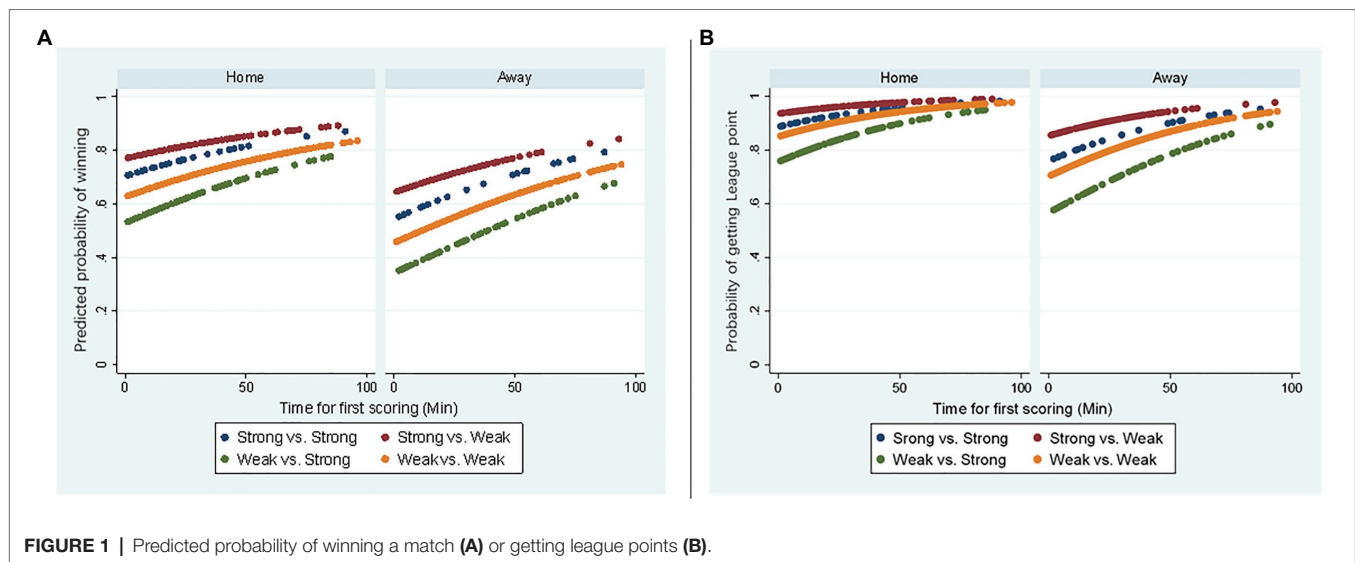 A
Home
Away
Predicted probability of winning
1
.8
.6
.4
.2
0
0
50
100
0
50
100
Time for first scoring (Min)
Strong vs. Strong
Strong vs. Weak
Weak vs. Strong
Weak vs. Weak
B
Home
Away
Probability of getting League point
1
.8
.6
.4
.2
0
0
50
100
0
50
100
Time for first scoring (Min)
Srong vs. Strong
Strong vs. Weak
Weak vs. Strong
Weak vs. Weak
FIGURE 1 | Predicted probability of winning a match (A) or getting league points (B).